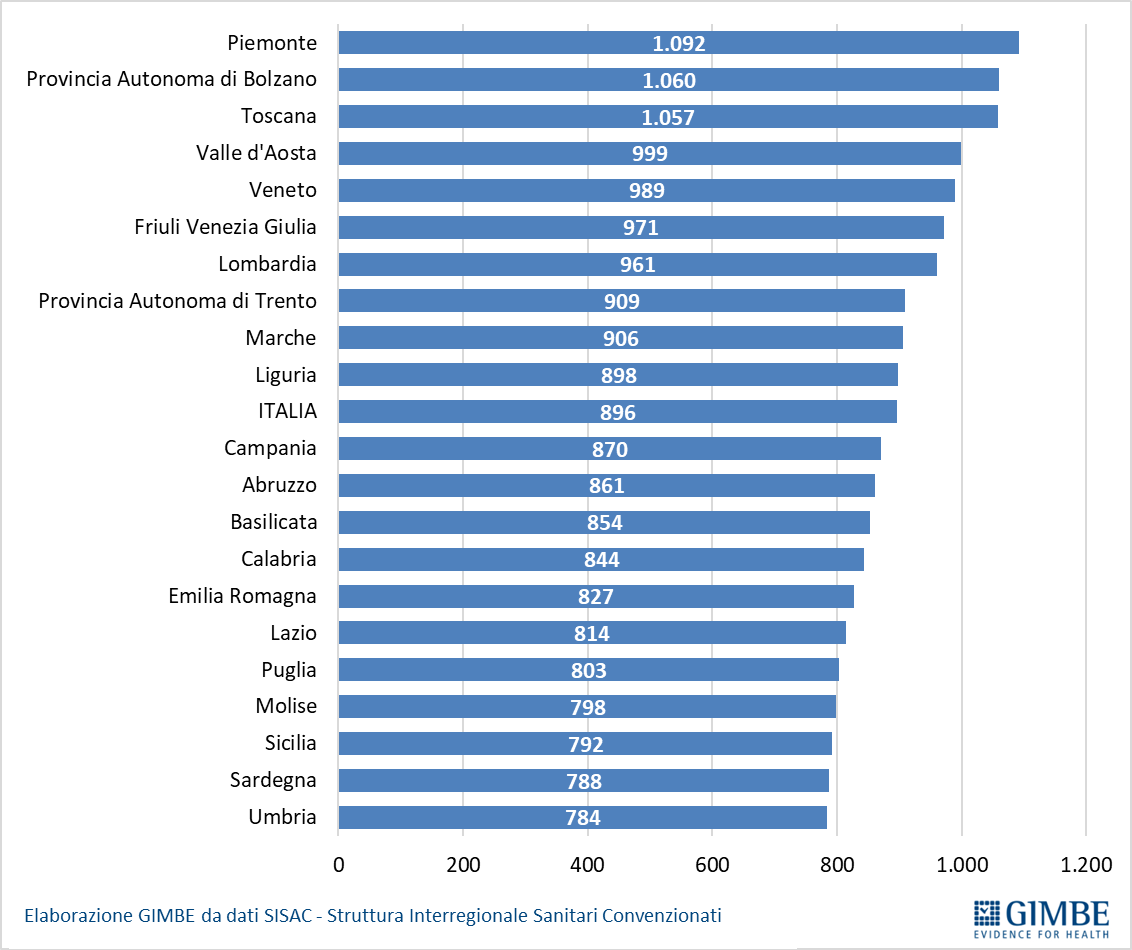 Piemonte 1.092
Provincia Autonoma di Bolzano 1.060
Toscana 1.057
Valle d'Aosta 999
Veneto 989
Friuli Venezia Giulia 971
Lombardia 961
Provincia Autonoma di Trento 909
Marche 906
Liguria 898
ITALIA 896
Campania 870
Abruzzo 861
Basilicata 854
Calabria 844
Emilia Romagna 827
Lazio 814
Puglia 803
Molise 798
Sicilia 792
Sardegna 788
Umbria 784
0 200 400 600 800 1.000 1.200
Elaborazione GIMBE da dati SISAC - Struttura Interregionale Sanitari Convenzionati
GIMBE
EVIDENCE FOR HEALTH